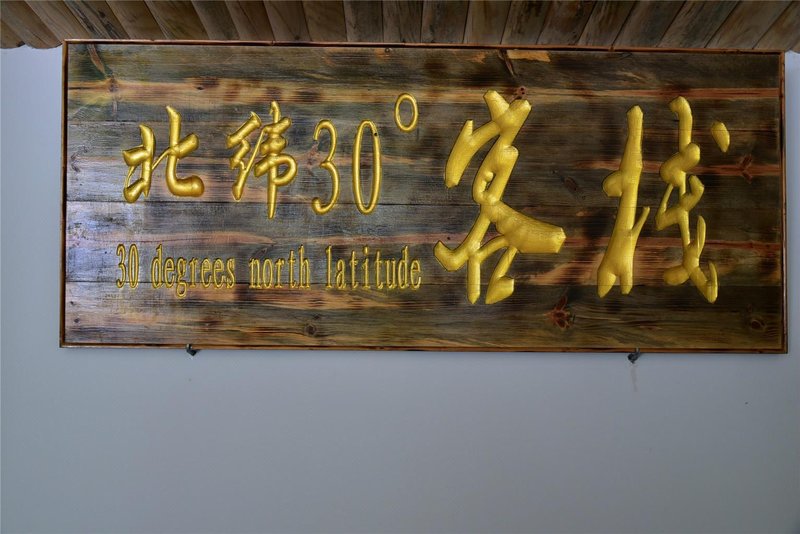 北纬30°客栈
30 degrees north latitude